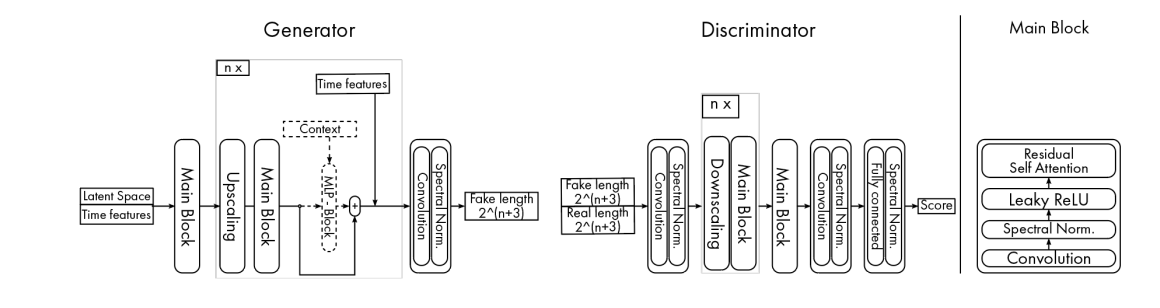 Generator
n x
Time features
Context
Latent Space
Time features
Main Block
Upscaling
Main Block
MLP - Block
+
Convolution
Spectral Norm.
Fake length
2^(n+3)
Discriminator
n x
Fake length
2^(n+3)
Real length
2^(n+3)
Convolution
Spectral Norm.
Downscaling
Main Block
Main Block
Convolution
Spectral Norm.
Fully connected
Spectral Norm.
Score
Main Block
Residual
Self Attention
Leaky ReLU
Spectral Norm.
Convolution